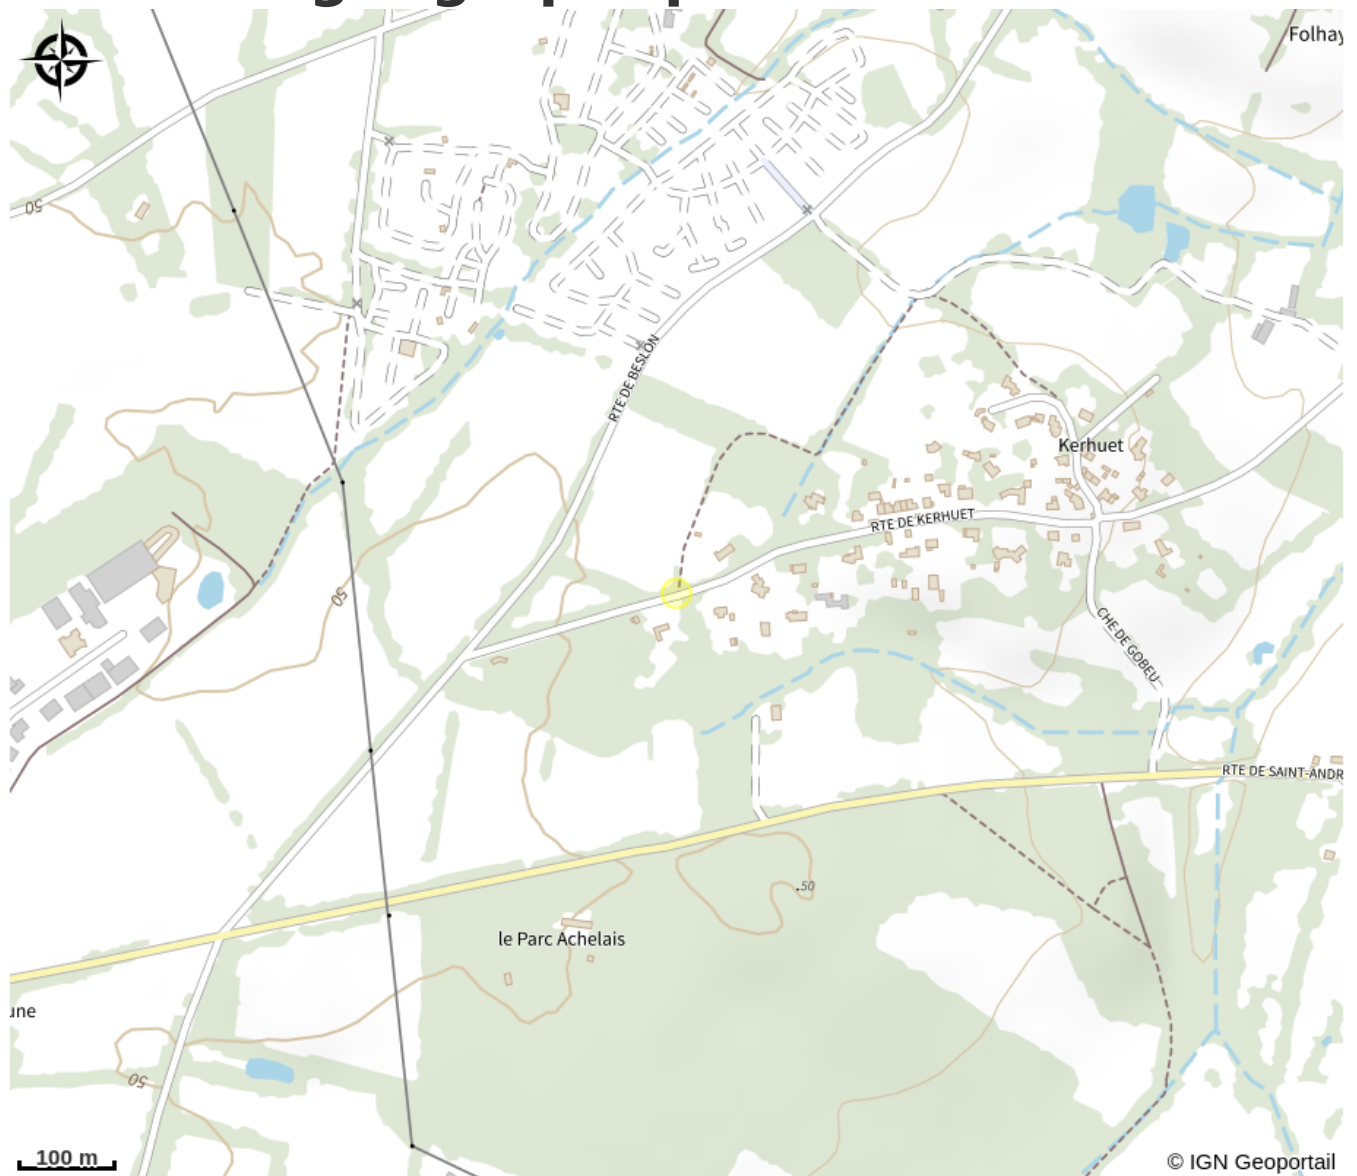 Folhay
50
RTE DE BESLON
Kerhuet
RTE DE KERHUET
50
CHE DE GOBEU
RTE DE SAINT-ANDR
.50
le Parc Achelais
une
50
100 m
© IGN Geoportail